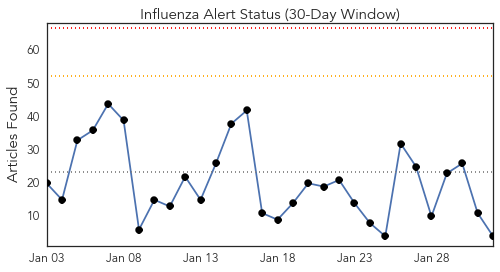 Influenza Alert Status (30-Day Window)
Articles Found
60
50
40
30
20
10
Jan 03 Jan 08 Jan 13 Jan 18 Jan 23 Jan 28